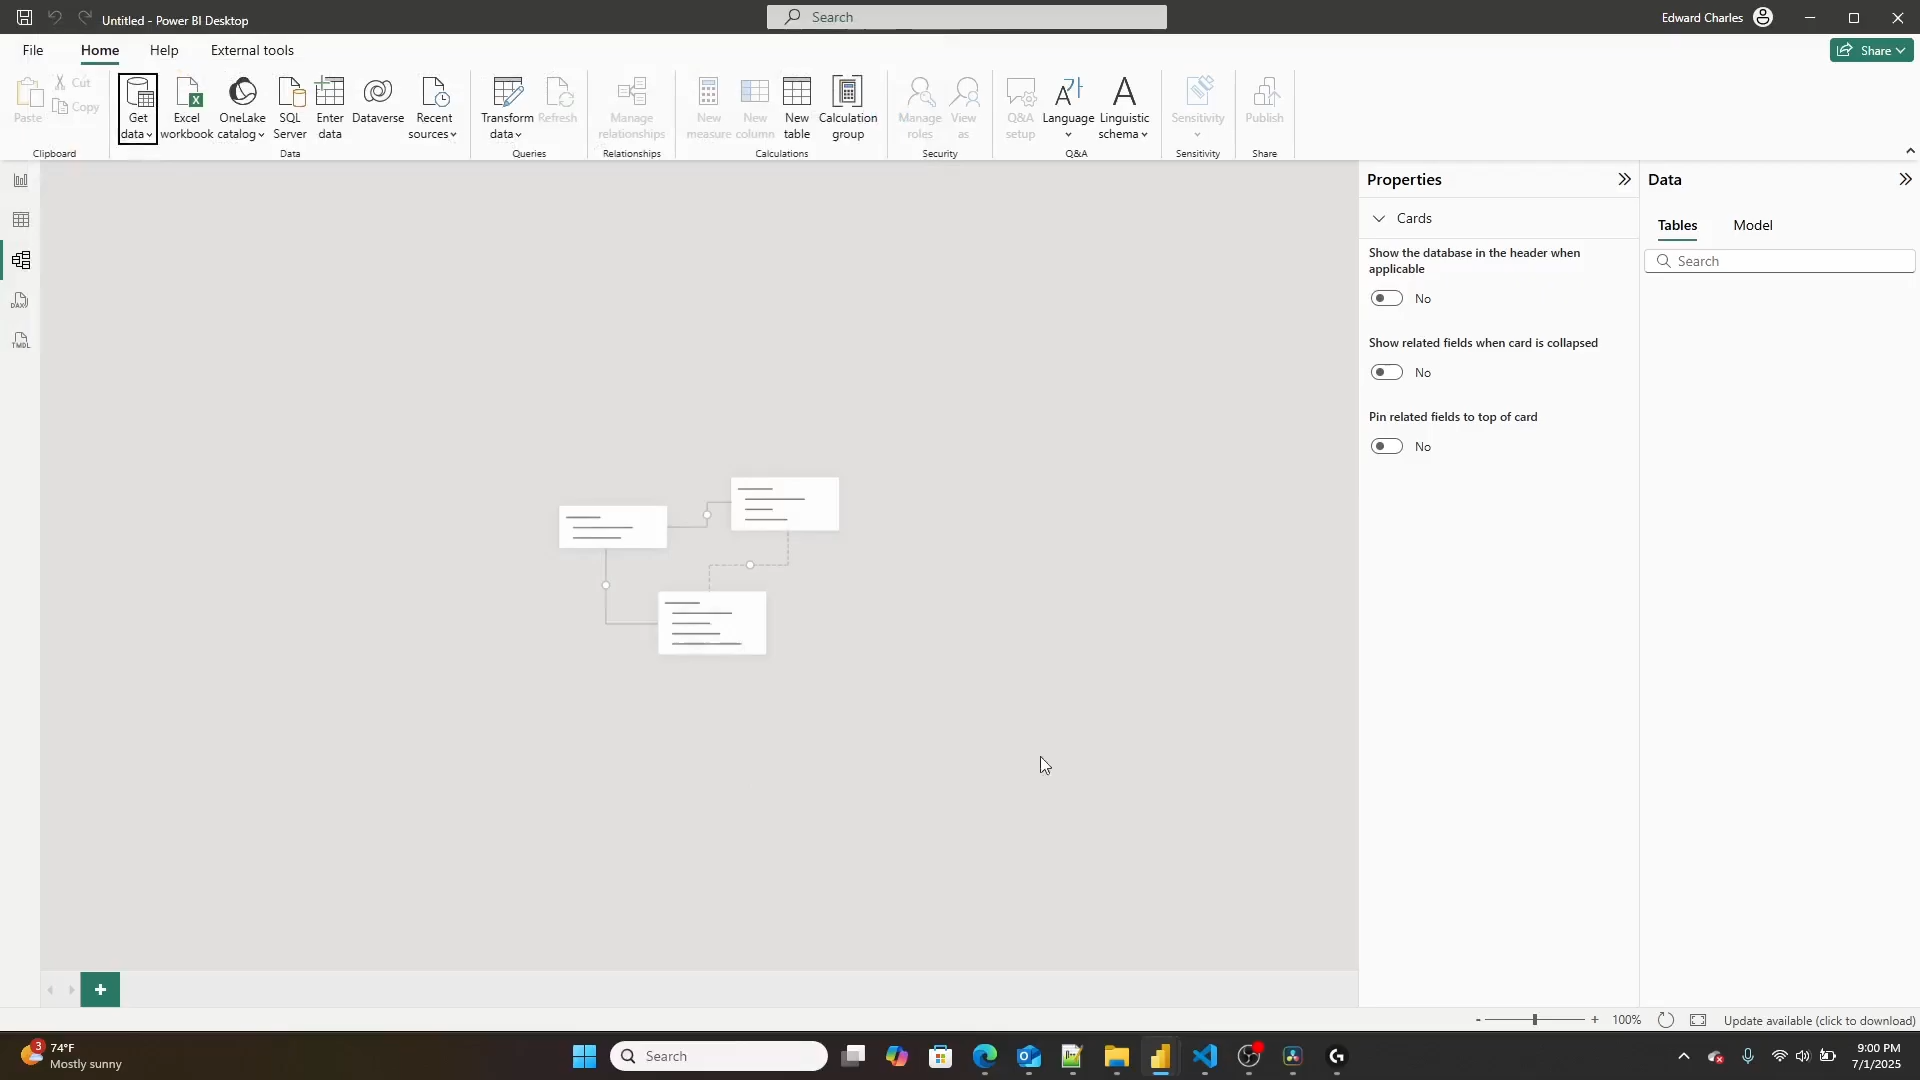 Untitled - Power BI Desktop
Search
Edward Charles
File
Home
Help
External tools
Share
Paste
Cut
Copy
Clipboard
Get data
Excel workbook
OneLake catalog
SQL Server
Enter data
Dataverse
Recent sources
Data
Transform data
Refresh
Queries
Manage relationships
Relationships
New measure
New column
New table
Calculation group
Calculations
Manage roles
View as
Security
Q&A setup
Language
Linguistic schema
Q&A
Sensitivity
Sensitivity
Publish
Share
DAX
TMDL
Properties
Cards
Show the database in the header when
applicable
No
Show related fields when card is collapsed
No
Pin related fields to top of card
No
Data
Tables
Model
Search
- + 100%
Update available (click to download)
3
74°F
Mostly sunny
Search
9:00 PM
7/1/2025